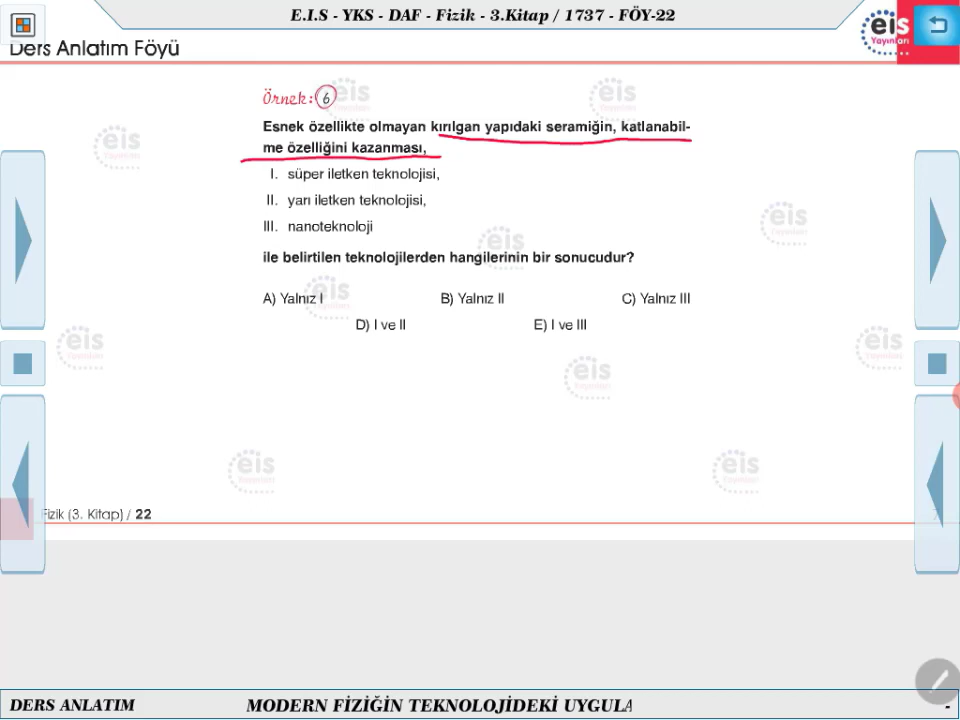 E.I.S - YKS - DAF - Fizik - 3.Kitap / 1737 - FÖY-22
eis
Yayınları
Ders Anlatım Föyü
Örnek: 6
Esnek özellikte olmayan kırılgan yapıdaki seramiğin, katlanabil-
me özelliğini kazanması,
I. süper iletken teknolojisi,
II. yarı iletken teknolojisi,
III. nanoteknoloji
ile belirtilen teknolojilerden hangilerinin bir sonucudur?
A) Yalnız I
B) Yalnız II
C) Yalnız III
D) I ve II
E) I ve III
Fizik (3. Kitap) / 22
7
DERS ANLATIM
MODERN FİZİĞİN TEKNOLOJİDEKİ UYGULA
-